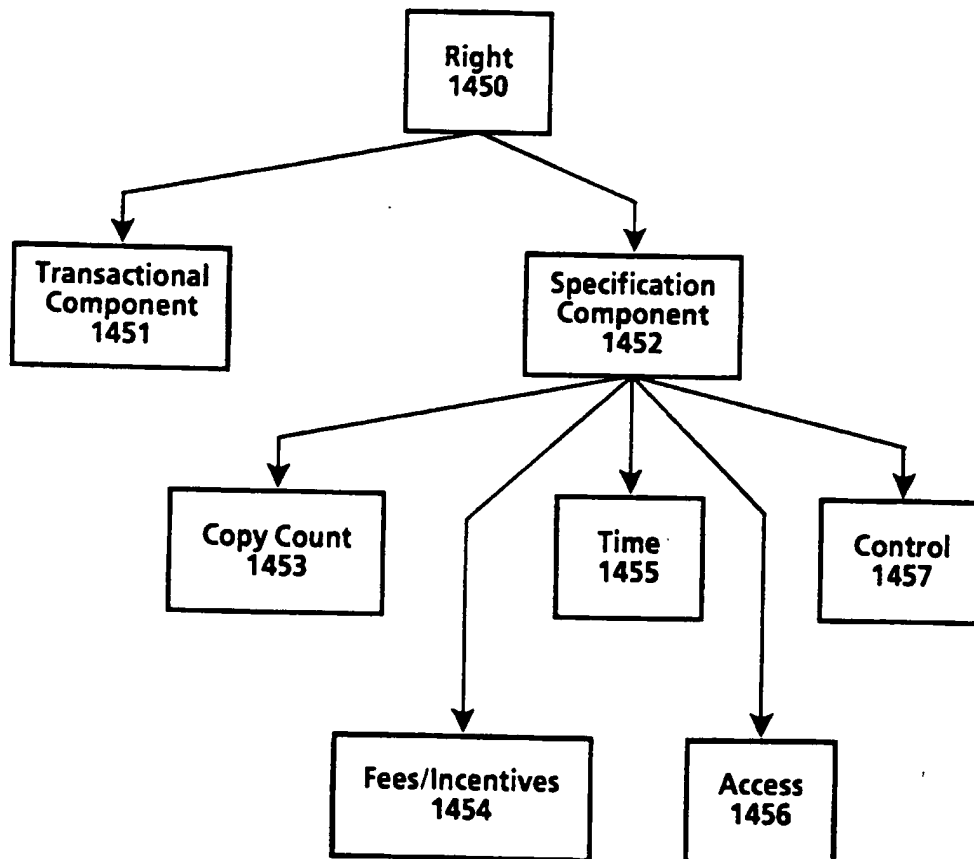 Right
1450
Transactional
Component
1451
Specification
Component
1452
Copy Count
1453
Time
1455
Control
1457
Fees/Incentives
1454
Access
1456